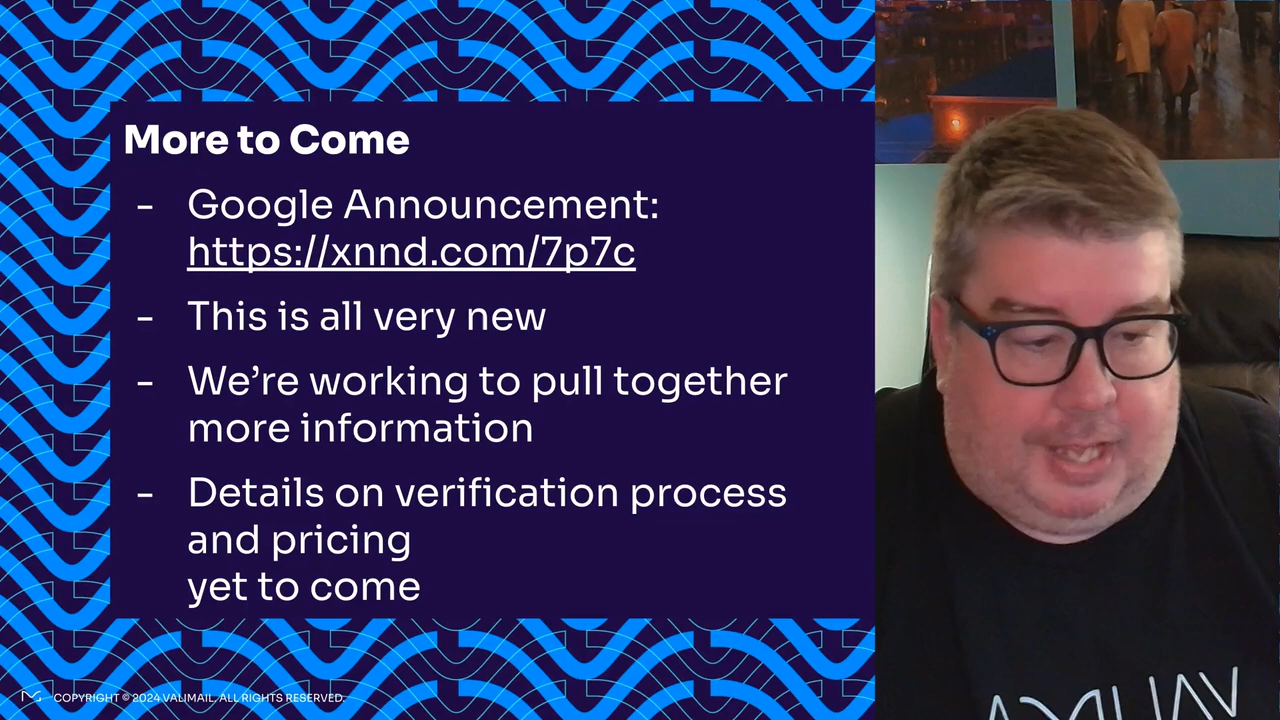 More to Come
- Google Announcement:
https://xnnd.com/7p7c
- This is all very new
- We’re working to pull together
more information
- Details on verification process
and pricing
yet to come
COPYRIGHT © 2024 VALIMAIL. ALL RIGHTS RESERVED.